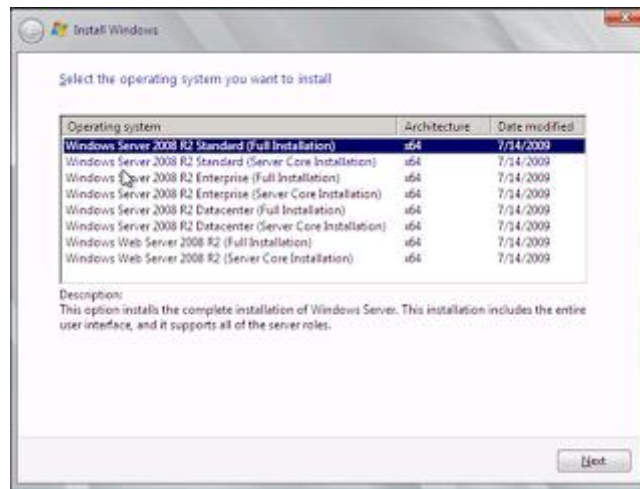 Install Windows
Select the operating system you want to install
Operating system Architecture Date modified
Windows Server 2008 R2 Standard (Full Installation) x64 7/14/2009
Windows Server 2008 R2 Standard (Server Core Installation) x64 7/14/2009
Windows Server 2008 R2 Enterprise (Full Installation) x64 7/14/2009
Windows Server 2008 R2 Enterprise (Server Core Installation) x64 7/14/2009
Windows Server 2008 R2 Datacenter (Full Installation) x64 7/14/2009
Windows Server 2008 R2 Datacenter (Server Core Installation) x64 7/14/2009
Windows Web Server 2008 R2 (Full Installation) x64 7/14/2009
Windows Web Server 2008 R2 (Server Core Installation) x64 7/14/2009
Description:
This option installs the complete installation of Windows Server. This installation includes the entire
user interface, and it supports all of the server roles.
Next